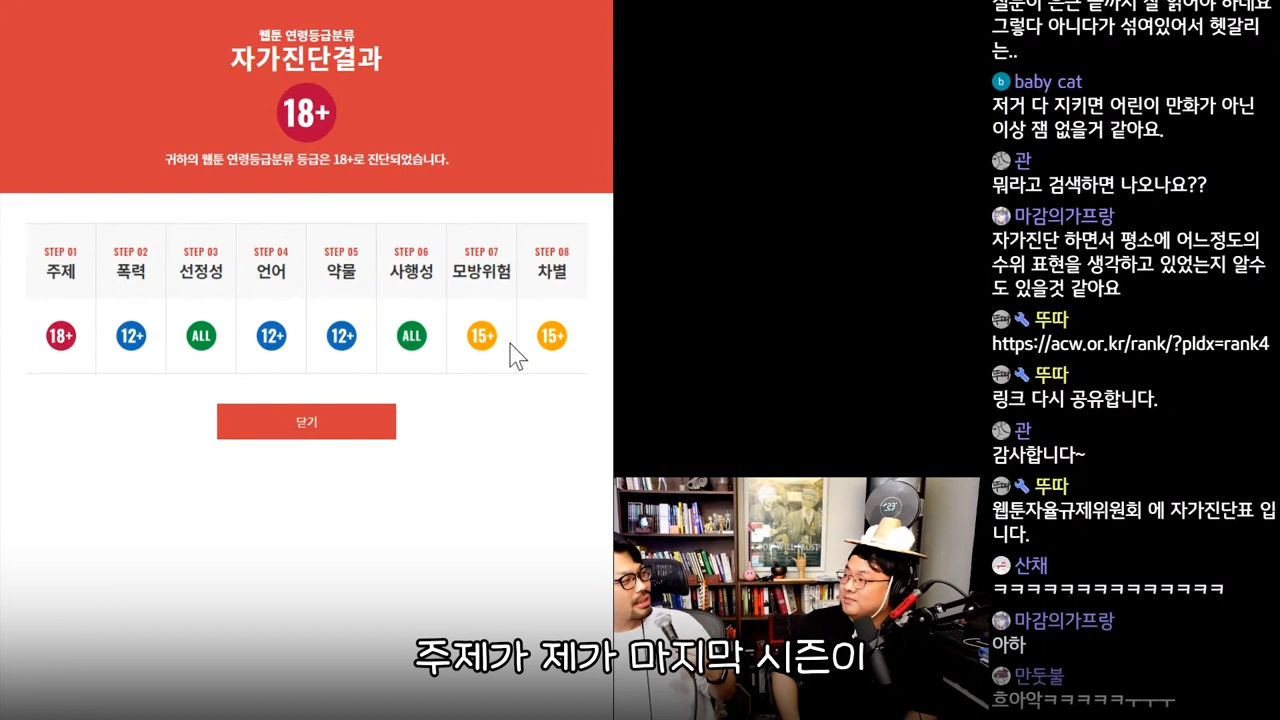 웹툰 연령등급분류
자가진단결과
18+
귀하의 웹툰 연령등급분류 등급은 18+로 진단되었습니다.
STEP 01 STEP 02 STEP 03 STEP 04 STEP 05 STEP 06 STEP 07 STEP 08
주제 폭력 선정성 언어 약물 사행성 모방위험 차별
18+ 12+ ALL 12+ 12+ ALL 15+ 15+
닫기
그렇다 아니다가 섞여있어서 헷갈리
는..
b baby cat
저거 다 지키면 어린이 만화가 아닌
이상 잼 없을거 같아요.
관
뭐라고 검색하면 나오나요??
마감의가프랑
자가진단 하면서 평소에 어느정도의
수위 표현을 생각하고 있었는지 알수
도 있을것 같아요
뚜따
https://acw.or.kr/rank/?pIdx=rank4
뚜따
링크 다시 공유합니다.
관
감사합니다~
뚜따
웹툰자율규제위원회 에 자가진단표 입
니다.
산채
ㅋㅋㅋㅋㅋㅋㅋㅋㅋㅋㅋㅋㅋㅋ
마감의가프랑
아하
만둣불
흐아악ㅋㅋㅋㅋㅋㅜㅜㅜ
주제가 제가 마지막 시즌이